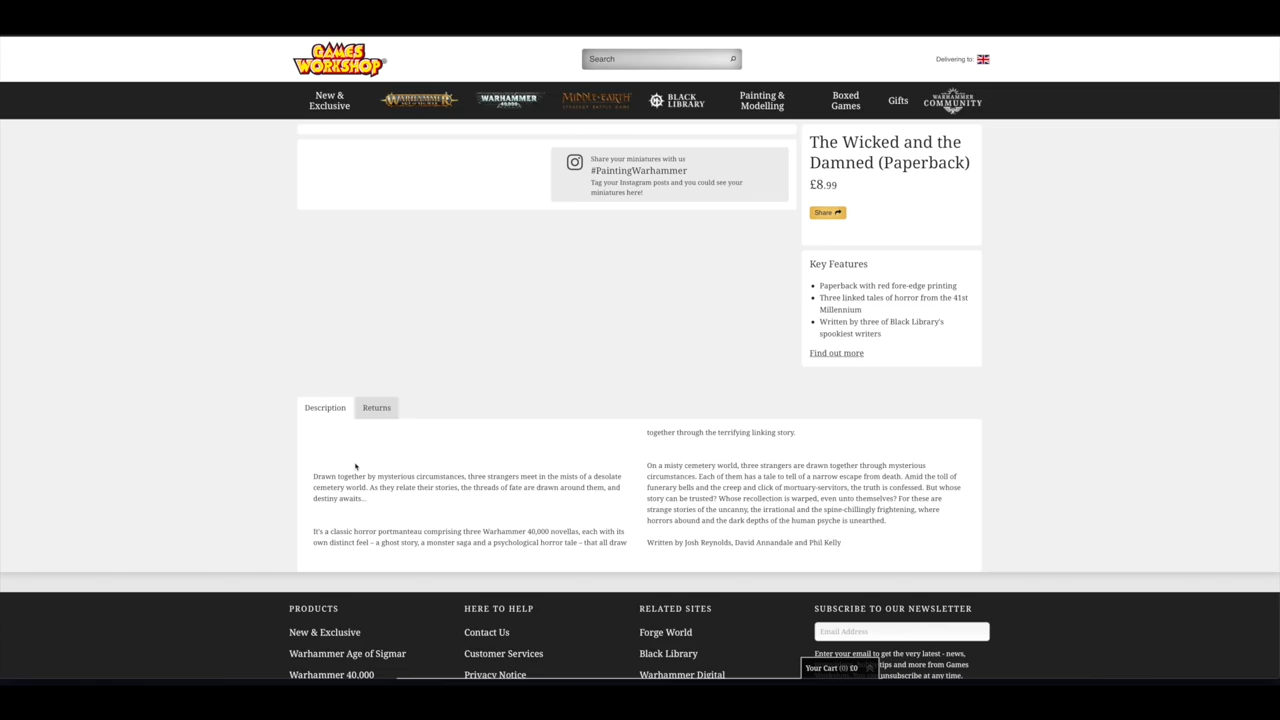 GAMES
WORKSHOP
Search
Delivering to:
New &
Exclusive
WARHAMMER
WARHAMMER
40,000
MIDDLE-EARTH
STRATEGY BATTLE GAME
BLACK
LIBRARY
Painting &
Modelling
Boxed
Games
Gifts
WARHAMMER
COMMUNITY
Share your miniatures with us
#PaintingWarhammer
Tag your Instagram posts and you could see your
miniatures here!
The Wicked and the
Damned (Paperback)
£8.99
Share
Key Features
Paperback with red fore-edge printing
Three linked tales of horror from the 41st
Millennium
Written by three of Black Library's
spookiest writers
Find out more
Description
Returns
Drawn together by mysterious circumstances, three strangers meet in the mists of a desolate
cemetery world. As they relate their stories, the threads of fate are drawn around them, and
destiny awaits...
It's a classic horror portmanteau comprising three Warhammer 40,000 novellas, each with its
own distinct feel – a ghost story, a monster saga and a psychological horror tale – that all draw
together through the terrifying linking story.
On a misty cemetery world, three strangers are drawn together through mysterious
circumstances. Each of them has a tale to tell of a narrow escape from death. Amid the toll of
funerary bells and the creep and click of mortuary-servitors, the truth is confessed. But whose
story can be trusted? Whose recollection is warped, even unto themselves? For these are
strange stories of the uncanny, the irrational and the spine-chillingly frightening, where
horrors abound and the dark depths of the human psyche is unearthed.
Written by Josh Reynolds, David Annandale and Phil Kelly
PRODUCTS
New & Exclusive
Warhammer Age of Sigmar
Warhammer 40,000
HERE TO HELP
Contact Us
Customer Services
Privacy Notice
RELATED SITES
Forge World
Black Library
Warhammer Digital
SUBSCRIBE TO OUR NEWSLETTER
Email Address
Enter your email to get the very latest - news,
tips and more from Games
unsubscribe at any time.
Your Cart (0) £0